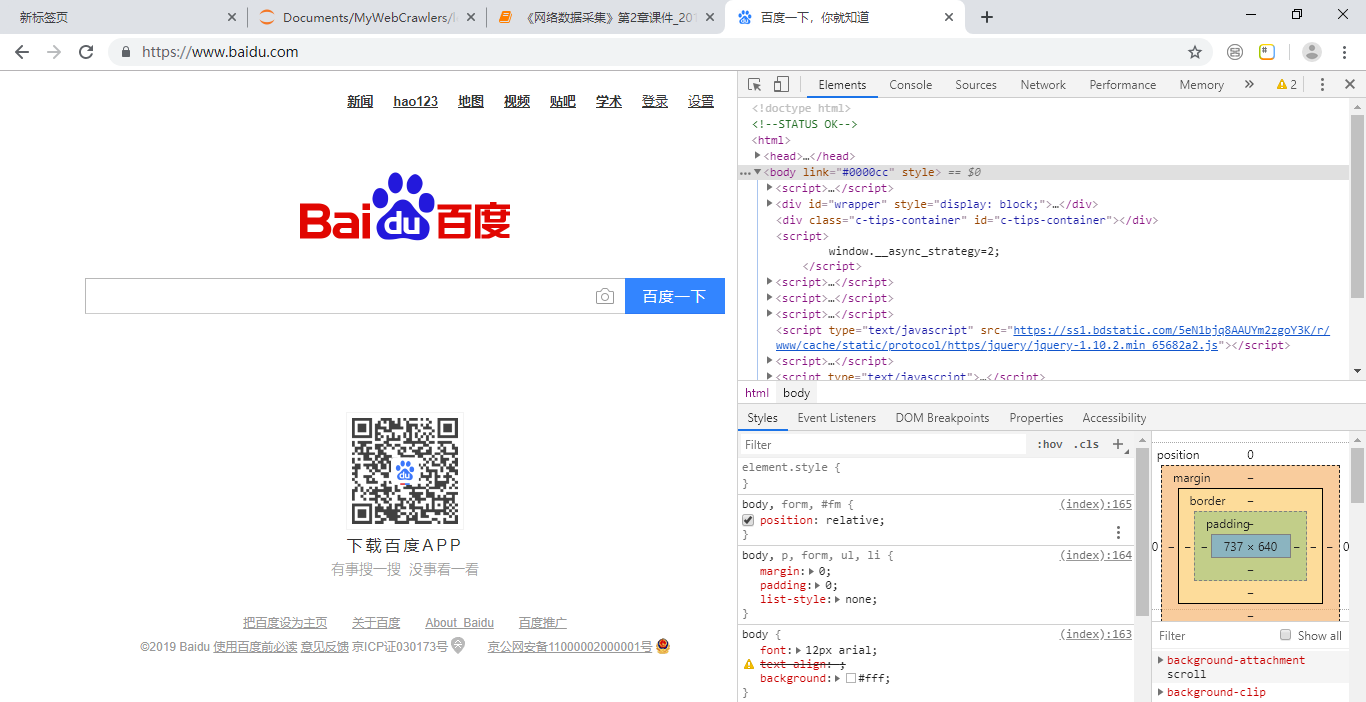 新标签页
Documents/MyWebCrawlers/
《网络数据采集》第2章课件_20
百度一下，你就知道
https://www.baidu.com
新闻 hao123 地图 视频 贴吧 学术 登录 设置
Bai du 百度
百度一下
du
下载百度APP
有事搜一搜 没事看一看
把百度设为主页 关于百度 About Baidu 百度推广
©2019 Baidu 使用百度前必读 意见反馈 京ICP证030173号 京公网安备11000002000001号
Elements Console Sources Network Performance Memory » 2
<!doctype html>
<!--STATUS OK-->
<html>
<head>…</head>
<body link="#0000cc" style> == $0
<script>…</script>
<div id="wrapper" style="display: block;">…</div>
<div class="c-tips-container" id="c-tips-container"></div>
<script>
window.__async_strategy=2;
</script>
<script>…</script>
<script>…</script>
<script>…</script>
<script type="text/javascript" src="https://ss1.bdstatic.com/5eN1bjq8AAUYm2zgoY3K/r/
www/cache/static/protocol/https/jquery/jquery-1.10.2.min_65682a2.js"></script>
<script>…</script>
<script type="text/javascript">…</script>
html body
Styles Event Listeners DOM Breakpoints Properties Accessibility
Filter :hov .cls +
element.style {
}
body, form, #fm { (index):165
position: relative;
}
body, p, form, ul, li { (index):164
margin: 0;
padding: 0;
list-style: none;
}
body { (index):163
font: 12px arial;
text-align: ;
background: #fff;
}
position 0
margin –
border –
padding –
0 – – – 737 × 640 – – – 0
–
–
–
Filter Show all
background-attachment
scroll
background-clip